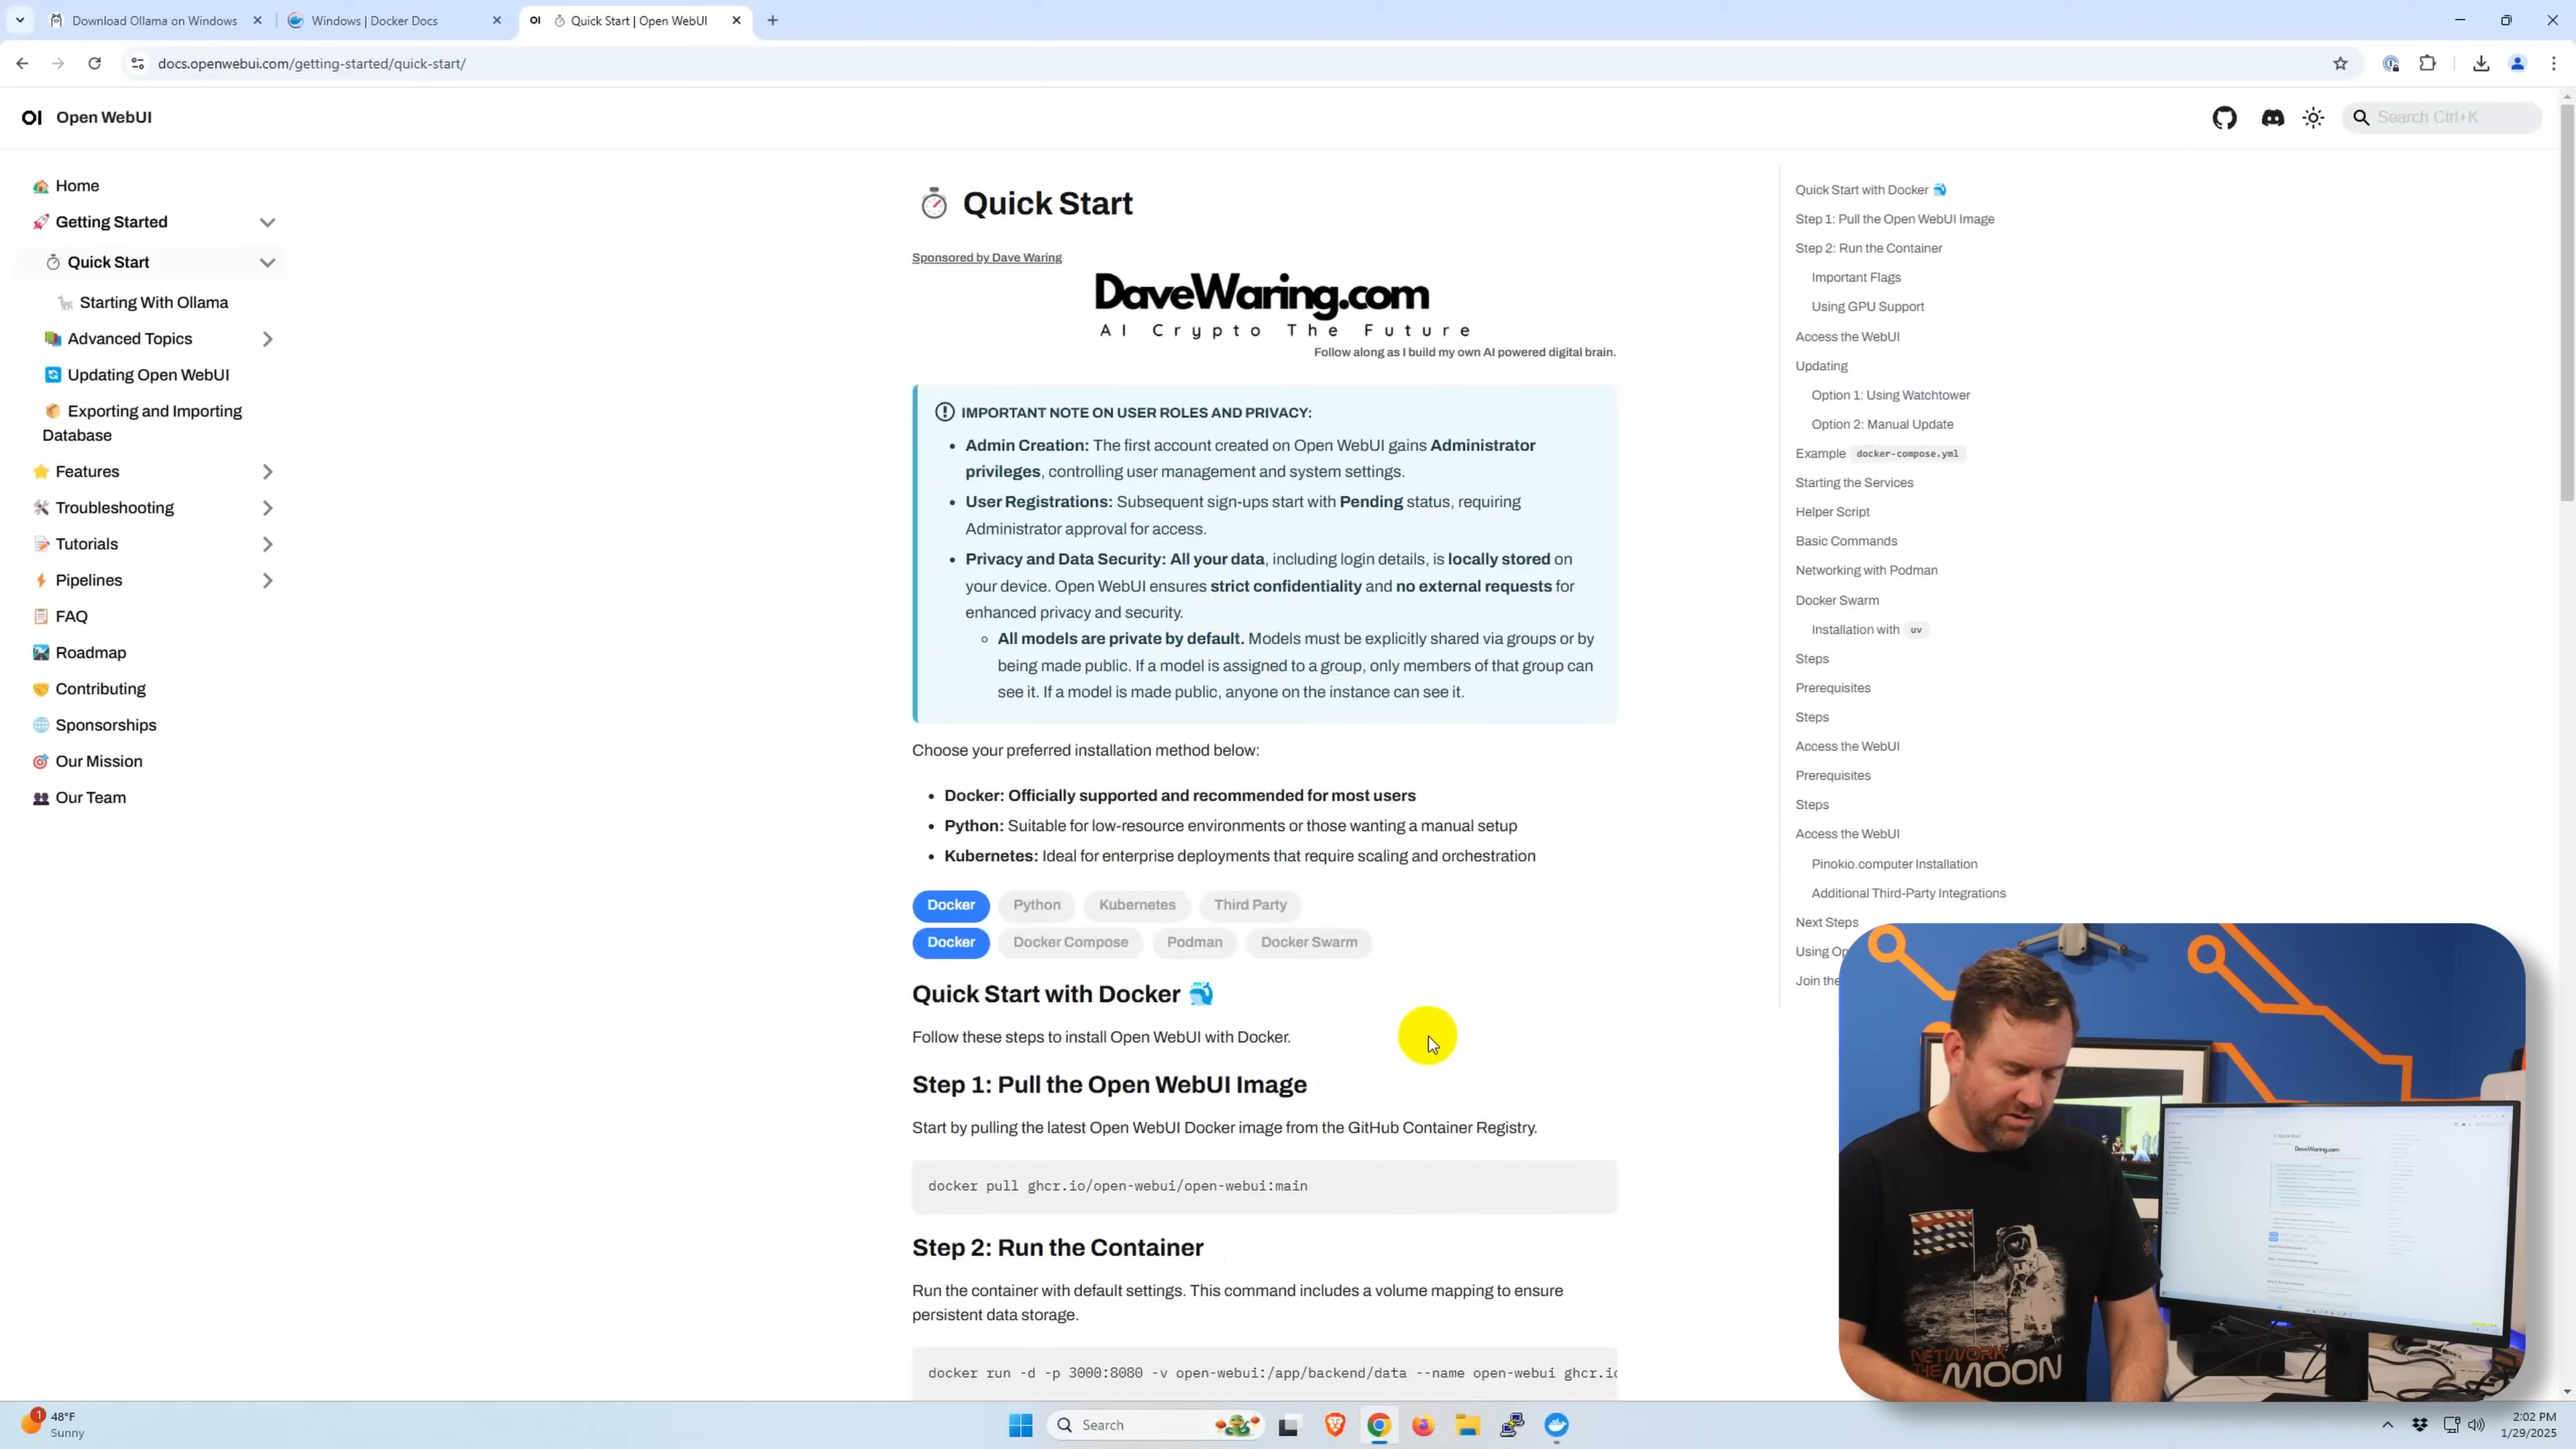 Download Ollama on Windows
Windows | Docker Docs
OI
Quick Start | Open WebUI
docs.openwebui.com/getting-started/quick-start/
OI Open WebUI
Search Ctrl+K
Home
Getting Started
Quick Start
Starting With Ollama
Advanced Topics
Updating Open WebUI
Exporting and Importing
Database
Features
Troubleshooting
Tutorials
Pipelines
FAQ
Roadmap
Contributing
Sponsorships
Our Mission
Our Team
Quick Start
Sponsored by Dave Waring
DaveWaring.com
AI Crypto The Future
Follow along as I build my own AI powered digital brain.
IMPORTANT NOTE ON USER ROLES AND PRIVACY:
• Admin Creation: The first account created on Open WebUI gains Administrator
privileges, controlling user management and system settings.
• User Registrations: Subsequent sign-ups start with Pending status, requiring
Administrator approval for access.
• Privacy and Data Security: All your data, including login details, is locally stored on
your device. Open WebUI ensures strict confidentiality and no external requests for
enhanced privacy and security.
◦ All models are private by default. Models must be explicitly shared via groups or by
being made public. If a model is assigned to a group, only members of that group can
see it. If a model is made public, anyone on the instance can see it.
Choose your preferred installation method below:
• Docker: Officially supported and recommended for most users
• Python: Suitable for low-resource environments or those wanting a manual setup
• Kubernetes: Ideal for enterprise deployments that require scaling and orchestration
Docker Python Kubernetes Third Party
Docker Docker Compose Podman Docker Swarm
Quick Start with Docker
Follow these steps to install Open WebUI with Docker.
Step 1: Pull the Open WebUI Image
Start by pulling the latest Open WebUI Docker image from the GitHub Container Registry.
docker pull ghcr.io/open-webui/open-webui:main
Step 2: Run the Container
Run the container with default settings. This command includes a volume mapping to ensure
persistent data storage.
docker run -d -p 3000:8080 -v open-webui:/app/backend/data --name open-webui ghcr.io
Quick Start with Docker
Step 1: Pull the Open WebUI Image
Step 2: Run the Container
Important Flags
Using GPU Support
Access the WebUI
Updating
Option 1: Using Watchtower
Option 2: Manual Update
Example docker-compose.yml
Starting the Services
Helper Script
Basic Commands
Networking with Podman
Docker Swarm
Installation with uv
Steps
Prerequisites
Steps
Access the WebUI
Prerequisites
Steps
Access the WebUI
Pinokio.computer Installation
Additional Third-Party Integrations
Next Steps
Using Op
Join the
DaveWaring.com
NETWORK
THE
MOON
1
48°F
Sunny
Search
2:02 PM
1/29/2025